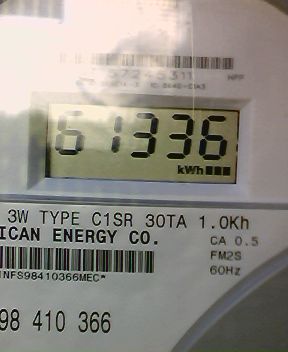 61336
kWh
3W TYPE C1SR 30TA 1.0Kh
ICAN ENERGY CO.
CA 0.5
FM2S
60Hz
NFS98410366MEC*
98 410 366